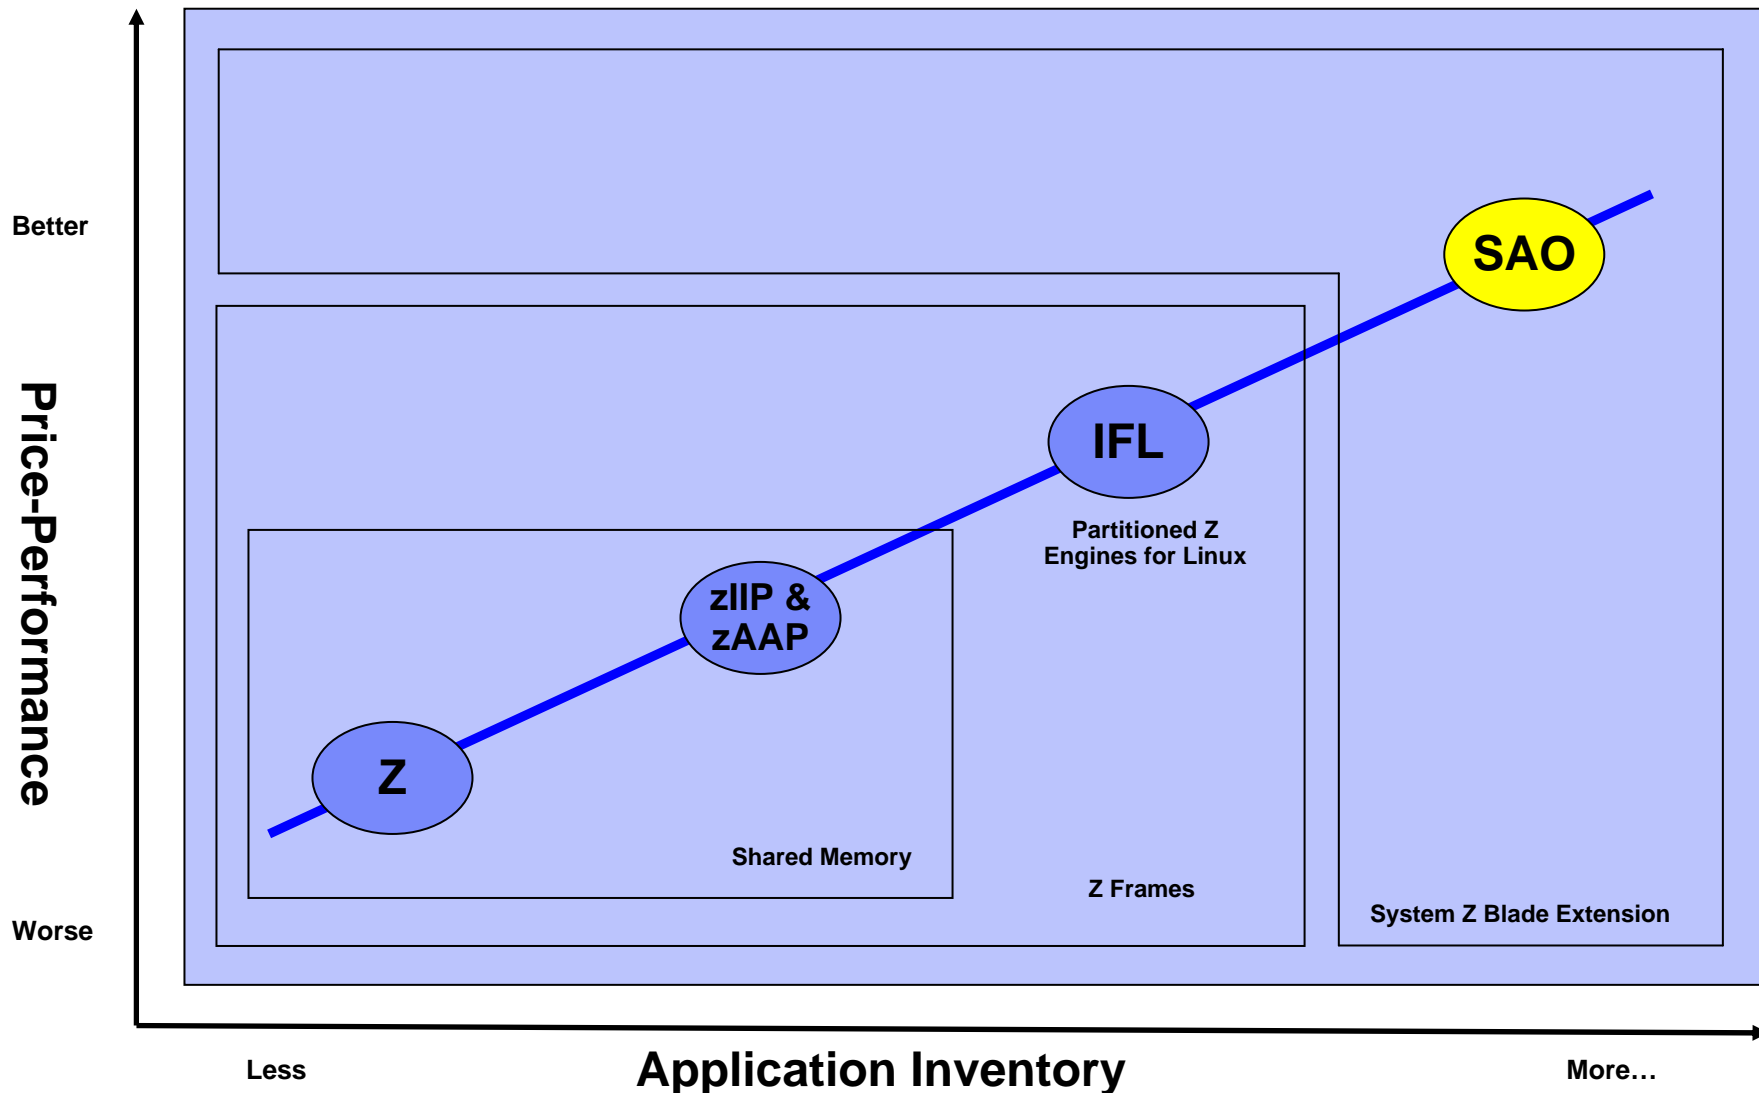 Better
SAO
Price-Performance
IFL
Partitioned Z
Engines for Linux
zIIP &
zAAP
Z
Shared Memory
Z Frames
System Z Blade Extension
Worse
Less
Application Inventory
More…